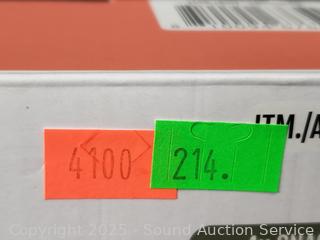 ITM./A
4100 214.
Copyright 2025 - Sound Auction Service